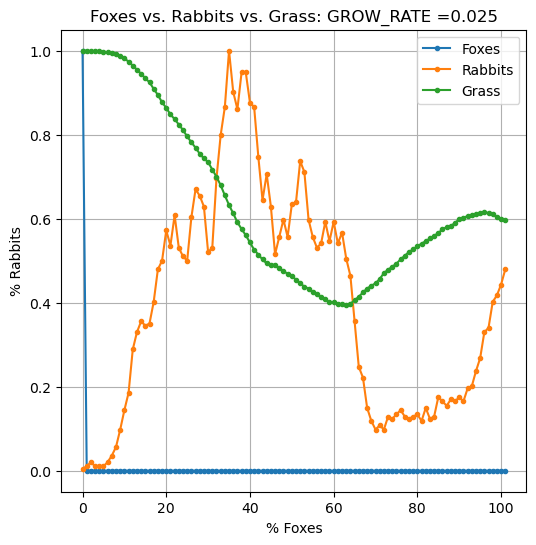 Foxes vs. Rabbits vs. Grass: GROW_RATE =0.025
Foxes
Rabbits
Grass
% Rabbits
1.0
0.8
0.6
0.4
0.2
0.0
0 20 40 60 80 100
% Foxes